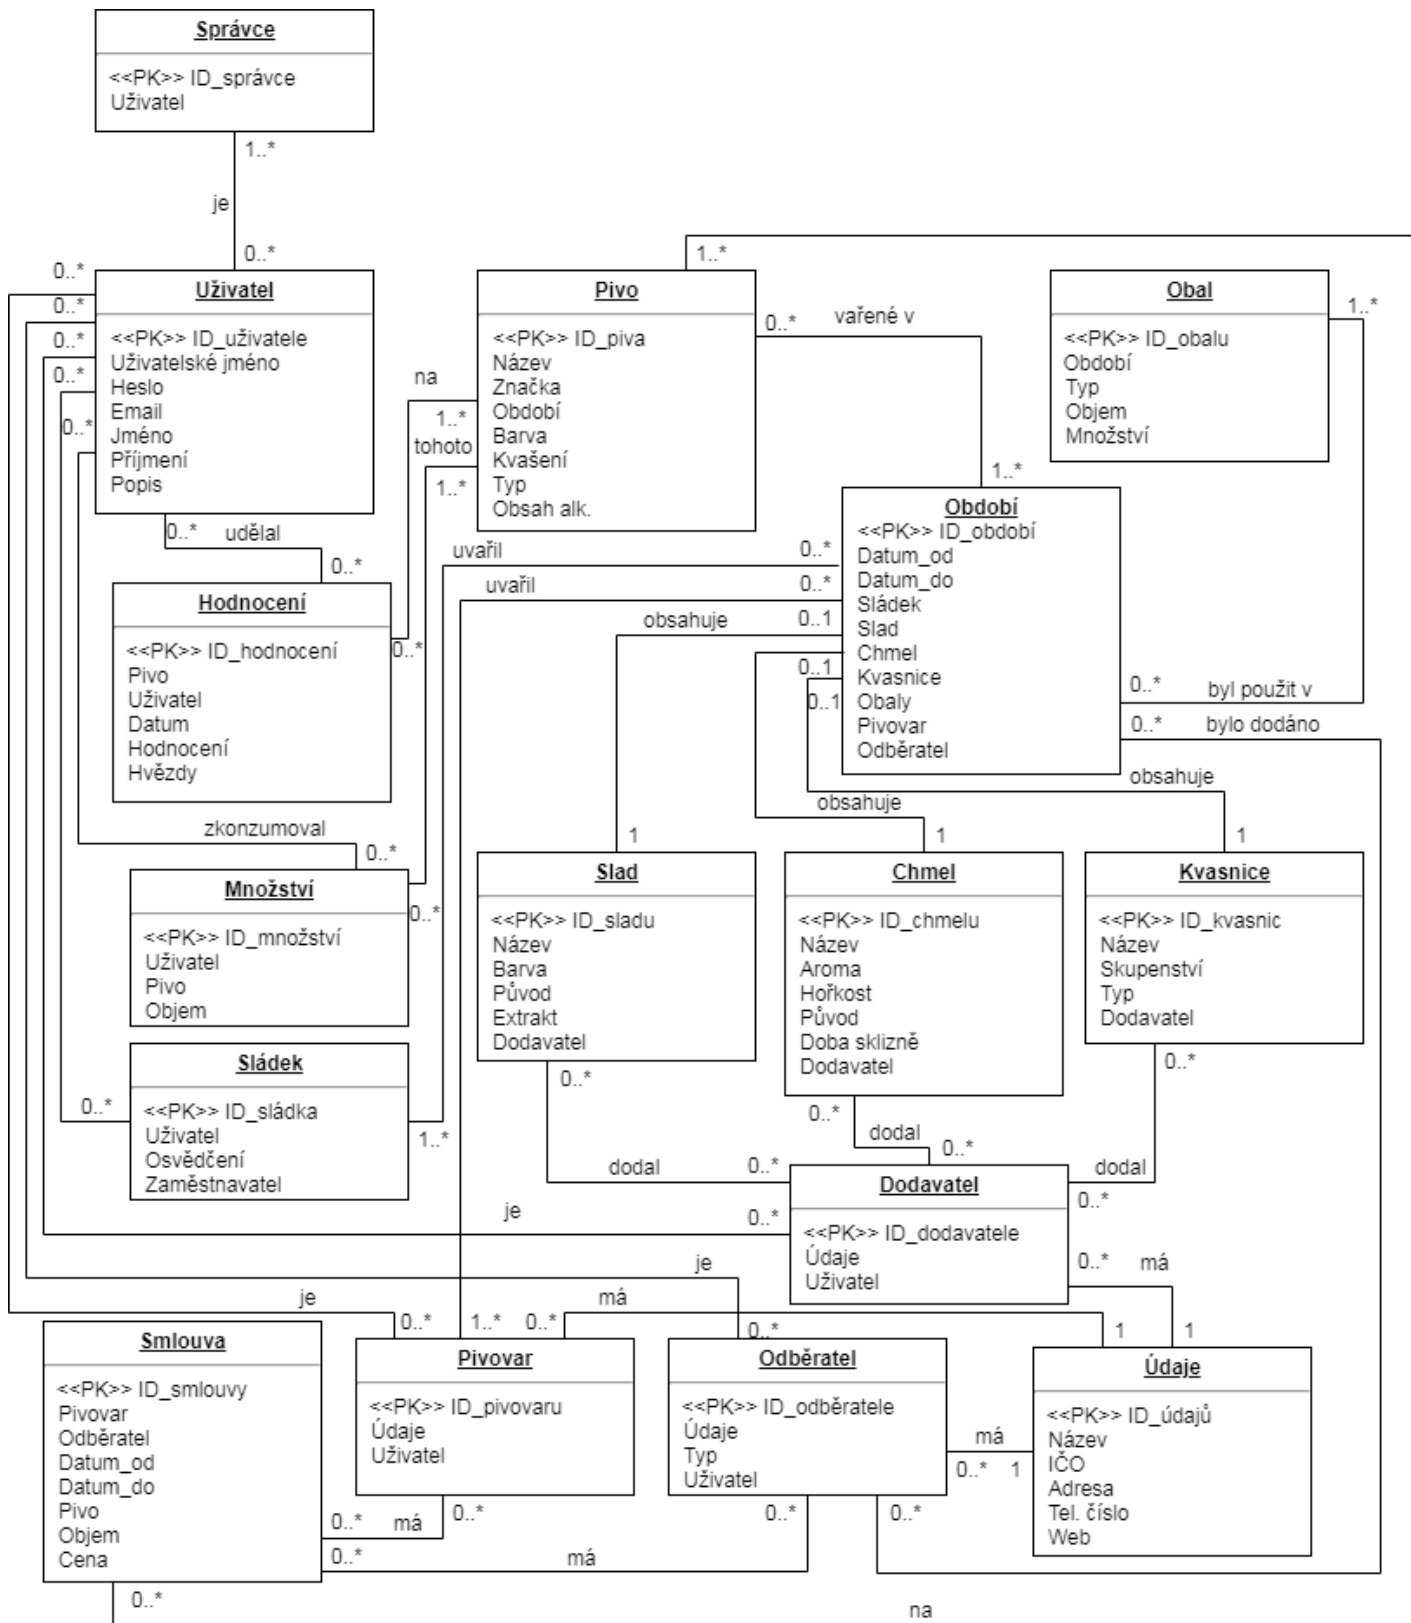 Správce
<<PK>> ID_správce
Uživatel
1..*
je
0..*
0..*
0..*
0..*
0..*
0..*
Uživatel
<<PK>> ID_uživatele
Uživatelské jméno
Heslo
Email
Jméno
Příjmení
Popis
1..*
Pivo
<<PK>> ID_piva
Název
Značka
Období
Barva
Kvašení
Typ
Obsah alk.
0..*
vařené v
1..*
Obal
<<PK>> ID_obalu
Období
Typ
Objem
Množství
1..*
na
1..*
tohoto
1..*
0..*
udělal
0..*
Hodnocení
<<PK>> ID_hodnocení
Pivo
Uživatel
Datum
Hodnocení
Hvězdy
0..*
uvařil
0..*
uvařil
0..*
obsahuje
0..1
0..1
0..1
Období
<<PK>> ID_období
Datum_od
Datum_do
Sládek
Slad
Chmel
Kvasnice
Obaly
Pivovar
Odběratel
0..*
byl použit v
0..*
bylo dodáno
obsahuje
obsahuje
1
1
1
zkonzumoval
0..*
Množství
<<PK>> ID_množství
Uživatel
Pivo
Objem
0..*
Slad
<<PK>> ID_sladu
Název
Barva
Původ
Extrakt
Dodavatel
0..*
Chmel
<<PK>> ID_chmelu
Název
Aroma
Hořkost
Původ
Doba sklizně
Dodavatel
0..*
Kvasnice
<<PK>> ID_kvasnic
Název
Skupenství
Typ
Dodavatel
0..*
Sládek
<<PK>> ID_sládka
Uživatel
Osvědčení
Zaměstnavatel
0..*
1..*
dodal
0..*
dodal
0..*
dodal
0..*
je
0..*
Dodavatel
<<PK>> ID_dodavatele
Údaje
Uživatel
0..*
má
1
je
0..*
je
0..*
1..*
0..*
má
1
Smlouva
<<PK>> ID_smlouvy
Pivovar
Odběratel
Datum_od
Datum_do
Pivo
Objem
Cena
Pivovar
<<PK>> ID_pivovaru
Údaje
Uživatel
Odběratel
<<PK>> ID_odběratele
Údaje
Typ
Uživatel
má
0..*
1
Údaje
<<PK>> ID_údajů
Název
IČO
Adresa
Tel. číslo
Web
0..*
má
0..*
0..*
má
0..*
0..*
0..*
na